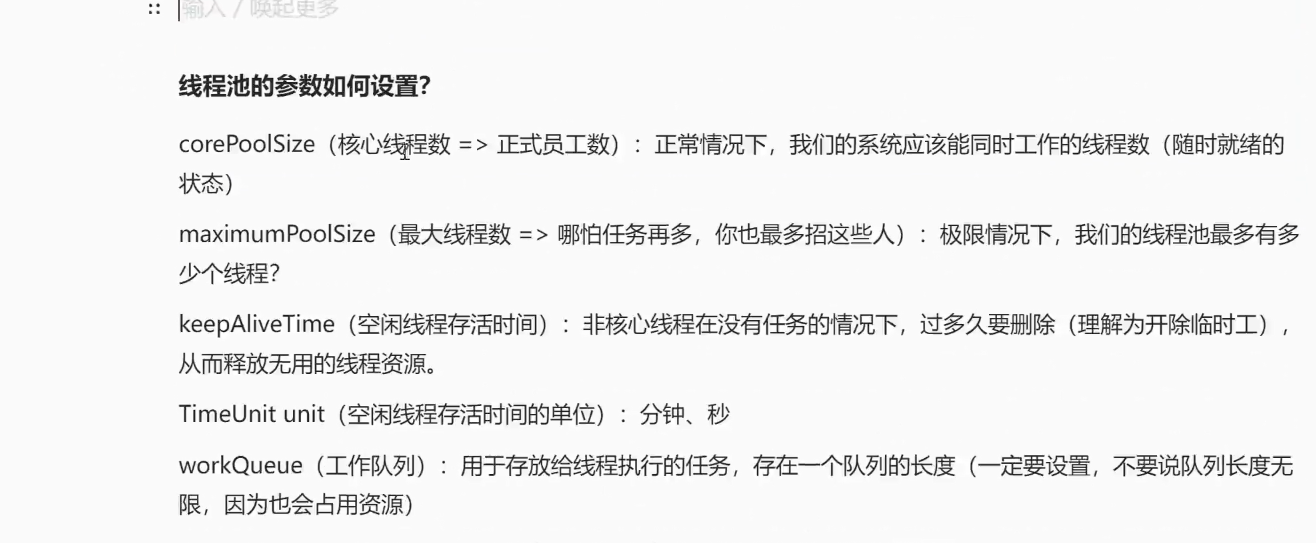 输入 / 唤起更多
线程池的参数如何设置？
corePoolSize（核心线程数 => 正式员工数）：正常情况下，我们的系统应该能同时工作的线程数（随时就绪的
状态）
maximumPoolSize（最大线程数 => 哪怕任务再多，你也最多招这些人）：极限情况下，我们的线程池最多有多
少个线程？
keepAliveTime（空闲线程存活时间）：非核心线程在没有任务的情况下，过多久要删除（理解为开除临时工），
从而释放无用的线程资源。
TimeUnit unit（空闲线程存活时间的单位）：分钟、秒
workQueue（工作队列）：用于存放给线程执行的任务，存在一个队列的长度（一定要设置，不要说队列长度无
限，因为也会占用资源）